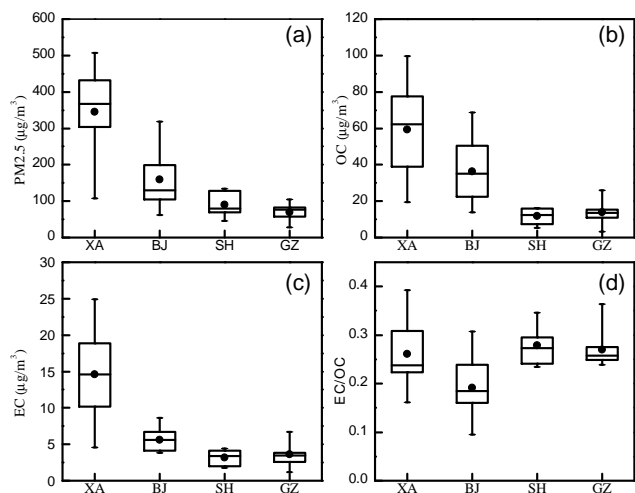 600
500
400
300
200
100
0
PM2.5 (μg/m³)
(a)
XA BJ SH GZ
120
100
80
60
40
20
0
OC (μg/m³)
(b)
XA BJ SH GZ
30
25
20
15
10
5
0
EC (μg/m³)
(c)
XA BJ SH GZ
0.4
0.3
0.2
0.1
0.0
EC/OC
(d)
XA BJ SH GZ